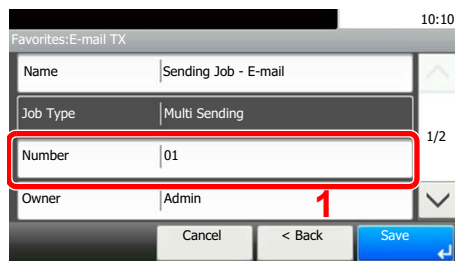 10:10
Favorites:E-mail TX
Name Sending Job - E-mail
Job Type Multi Sending
1/2
Number 01
Owner Admin
1
Cancel < Back Save